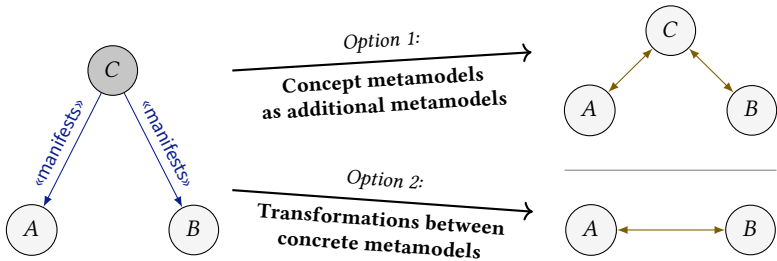 C
«manifests»
«manifests»
A
B
Option 1:
Concept metamodels
as additional metamodels
C
A
B
Option 2:
Transformations between
concrete metamodels
A
B